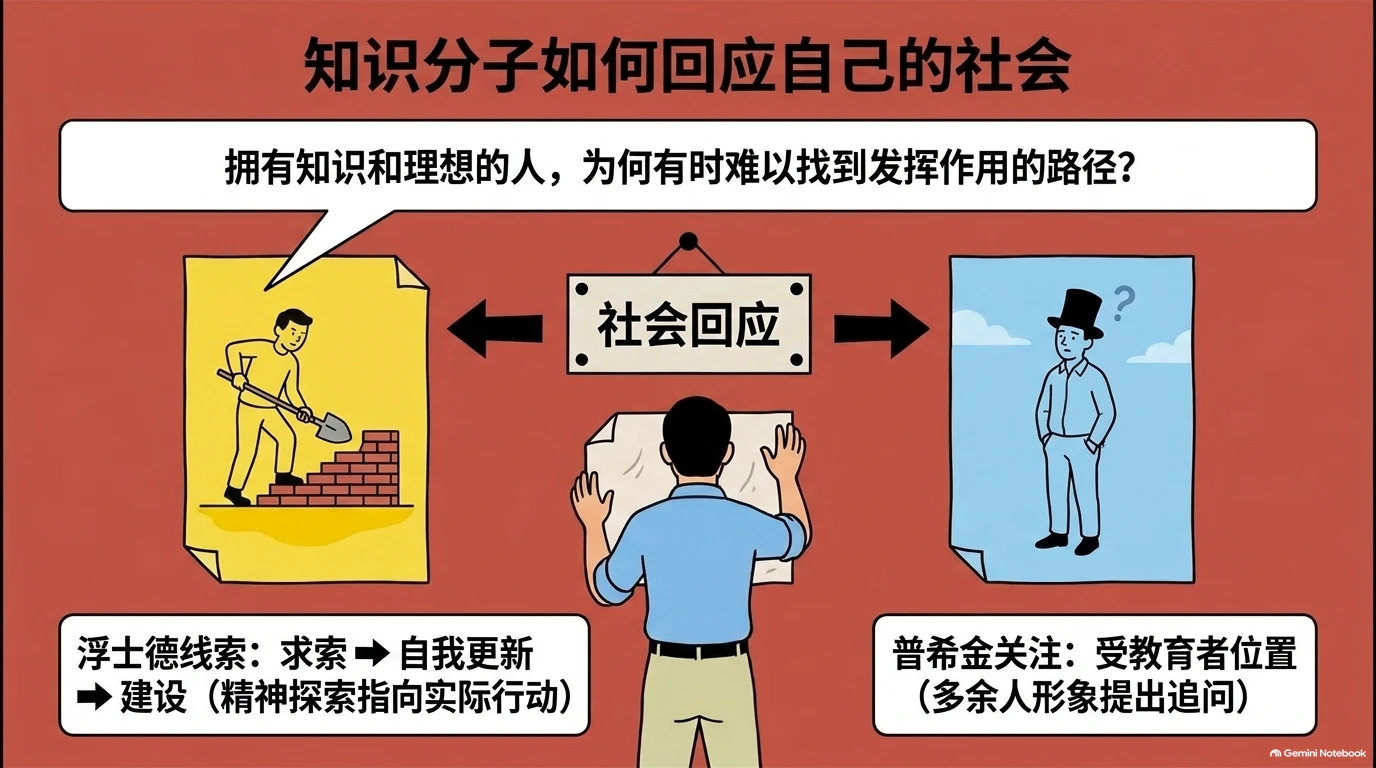 知识分子如何回应自己的社会
拥有知识和理想的人，为何有时难以找到发挥作用的路径？
社会回应
?
浮士德线索：求索 ➡ 自我更新
➡ 建设（精神探索指向实际行动）
普希金关注：受教育者位置
（多余人形象提出追问）
Gemini Notebook